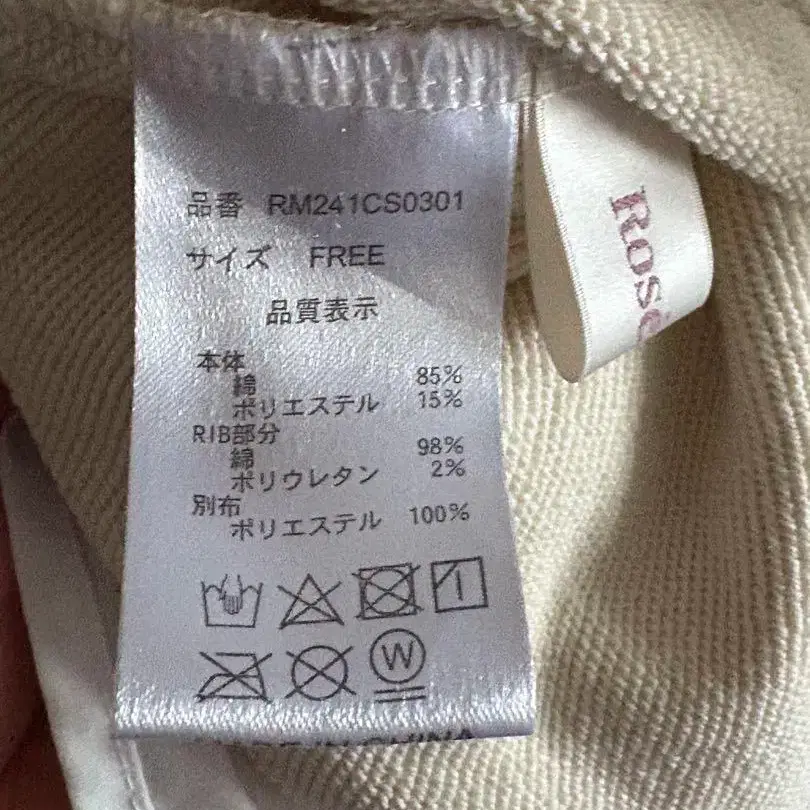 品番 RM241CS0301
サイズ FREE
品質表示
本体
綿 85%
ポリエステル 15%
RIB部分
綿 98%
ポリウレタン 2%
別布
ポリエステル 100%
W
Rosé